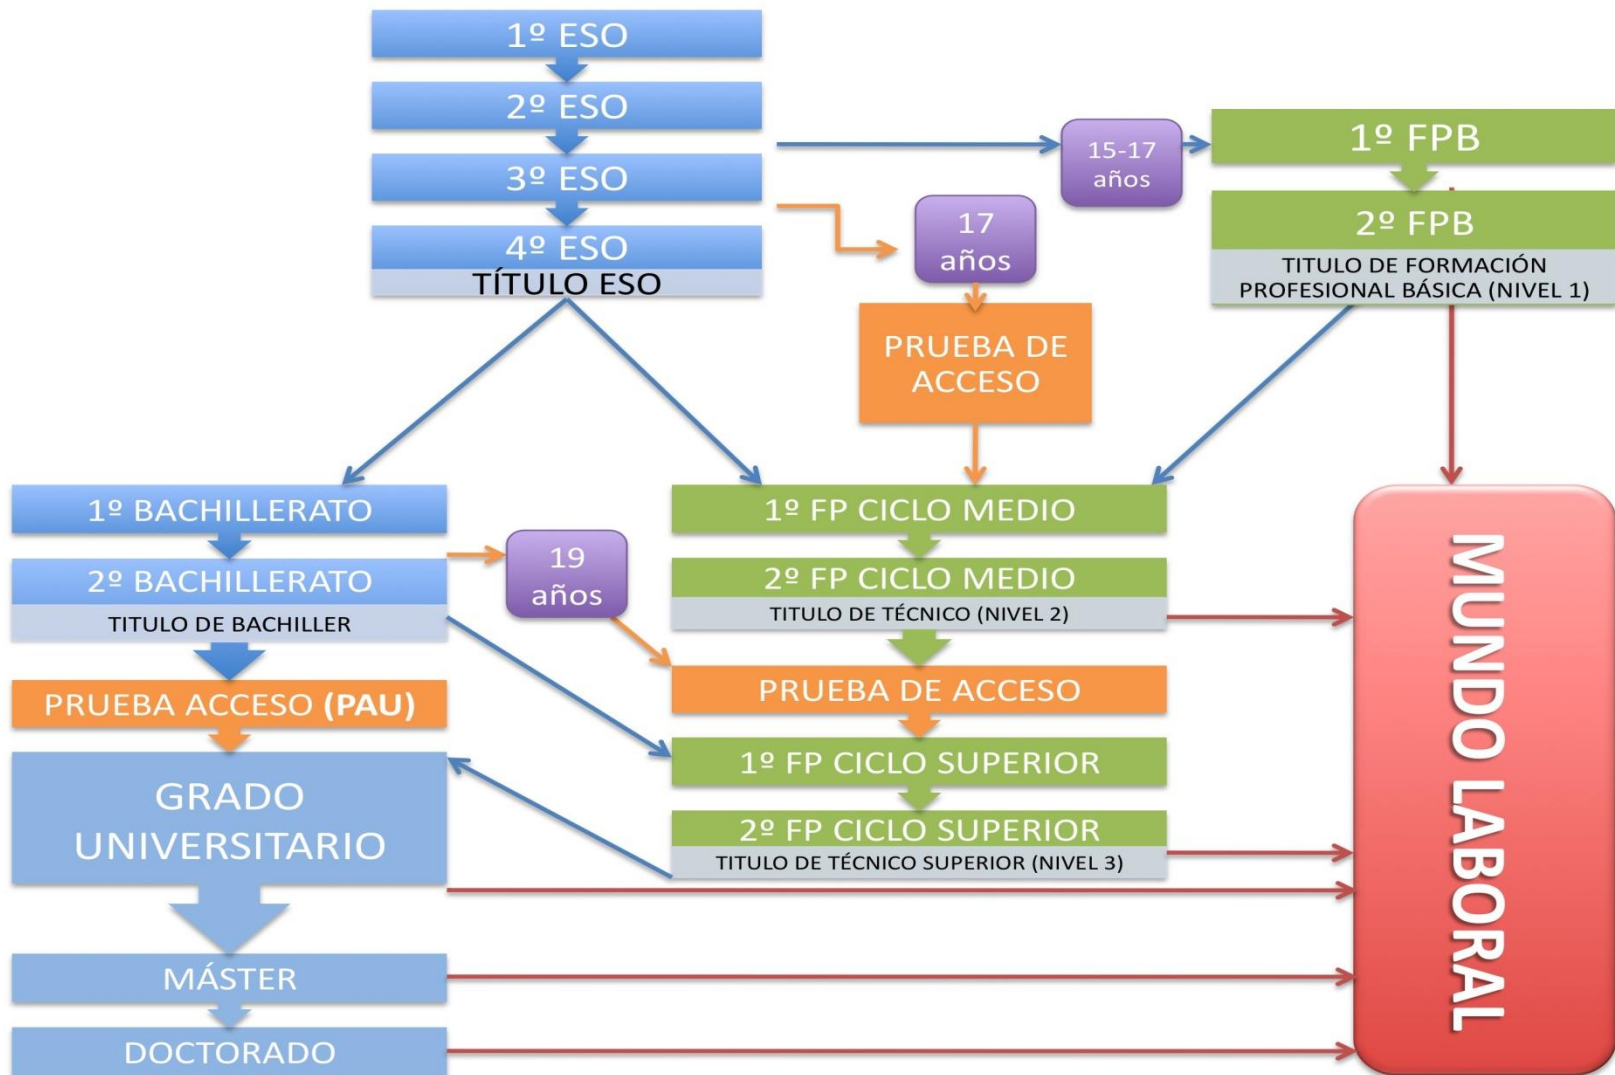 1º ESO
2º ESO
3º ESO
4º ESO
TÍTULO ESO
15-17
años
17
años
PRUEBA DE
ACCESO
1º FPB
2º FPB
TITULO DE FORMACIÓN
PROFESIONAL BÁSICA (NIVEL 1)
1º BACHILLERATO
2º BACHILLERATO
TITULO DE BACHILLER
PRUEBA ACCESO (PAU)
GRADO
UNIVERSITARIO
MÁSTER
DOCTORADO
19
años
1º FP CICLO MEDIO
2º FP CICLO MEDIO
TITULO DE TÉCNICO (NIVEL 2)
PRUEBA DE ACCESO
1º FP CICLO SUPERIOR
2º FP CICLO SUPERIOR
TITULO DE TÉCNICO SUPERIOR (NIVEL 3)
MUNDO LABORAL